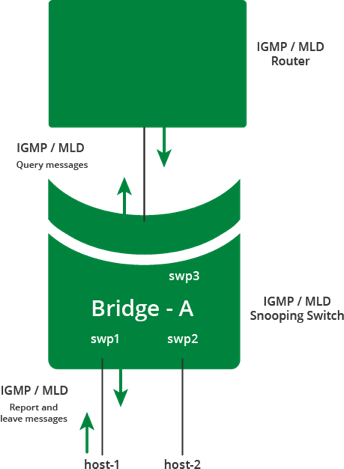 IGMP / MLD
Router
IGMP / MLD
Query messages
swp3
Bridge - A
IGMP / MLD
Snooping Switch
swp1
swp2
IGMP / MLD
Report and
leave messages
host-1
host-2